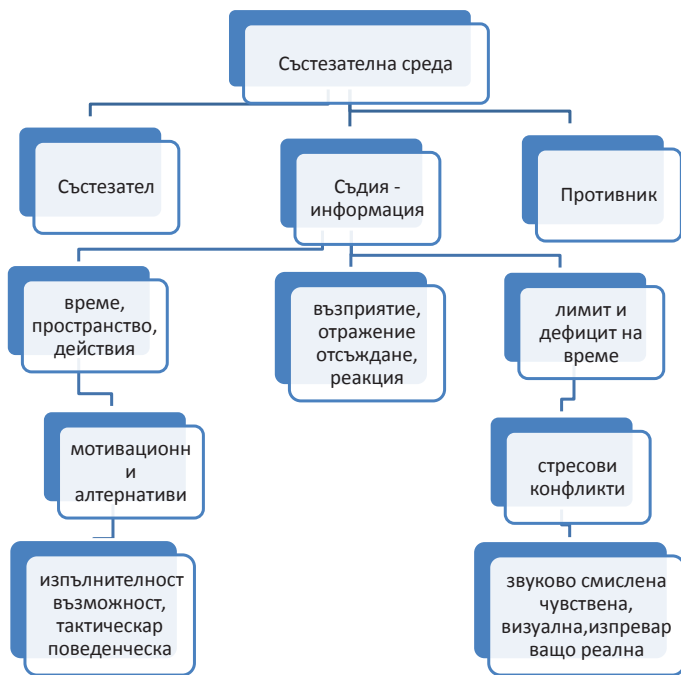 Състезателна среда
Състезател
Съдия -
информация
Противник
време,
пространство,
действия
възприятие,
отражение
отсъждане,
реакция
лимит и
дефицит на
време
мотивационн
и
алтернативи
стресови
конфликти
изпълнителност
възможност,
тактическар
поведенческа
звуково смислена
чувствена,
визуална,изпревар
ващо реална